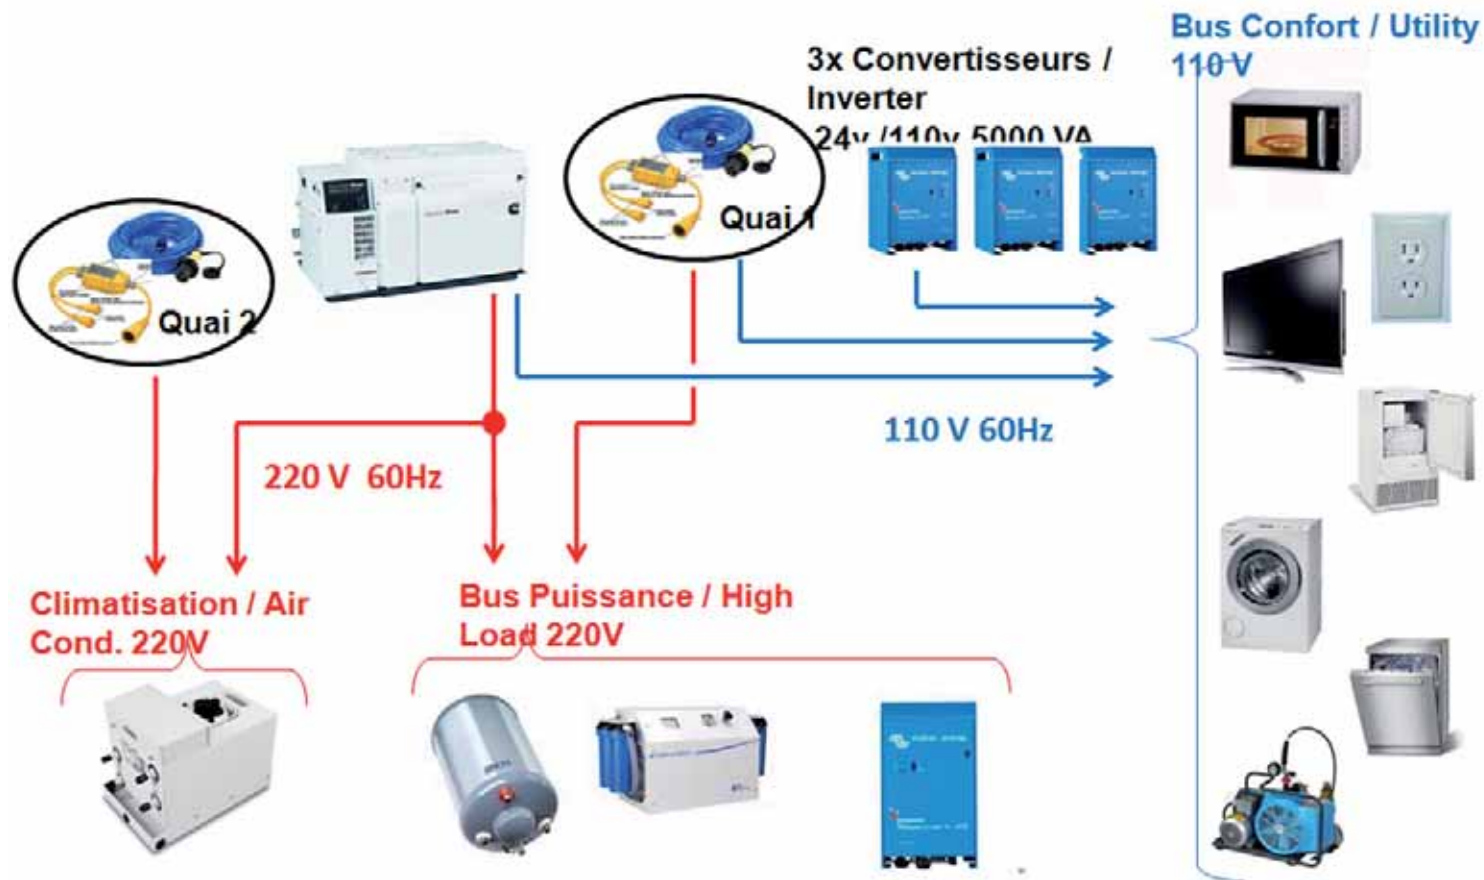 Bus Confort / Utility
110 V
3x Convertisseurs /
Inverter
24v /110v 5000 VA
Quai 1
Quai 2
110 V 60Hz
220 V 60Hz
Climatisation / Air
Cond. 220V
Bus Puissance / High
Load 220V